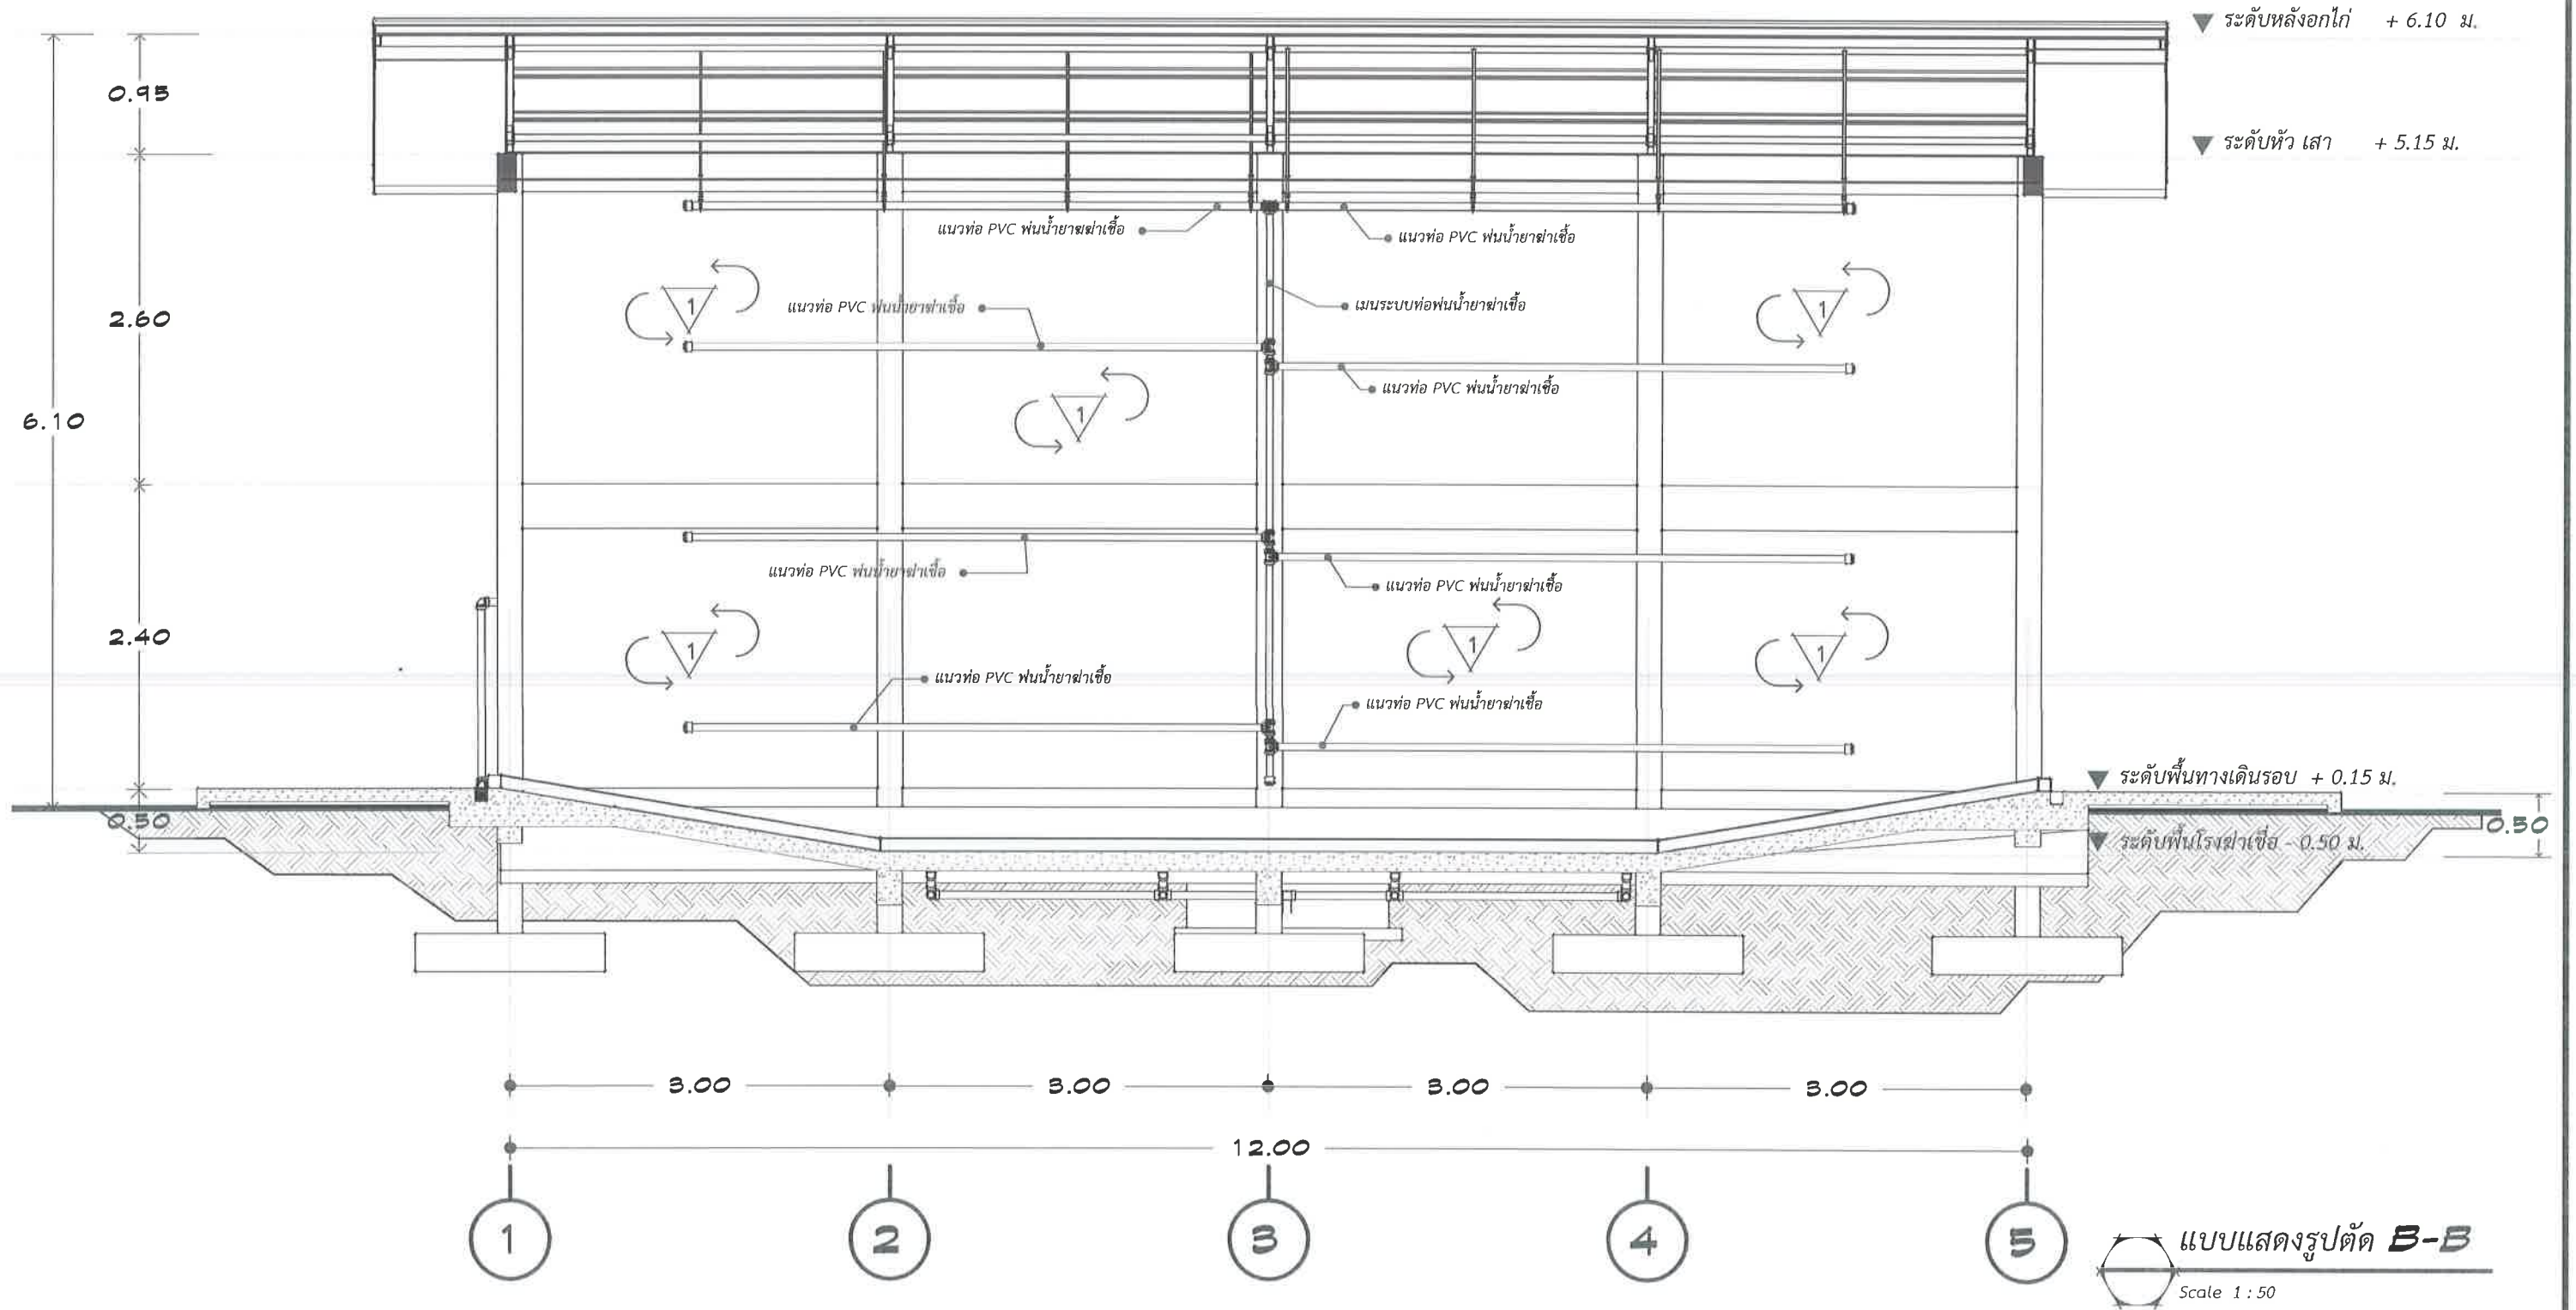 ระดับหลังอกไก่ + 6.10 ม.
0.95
ระดับหัว เสา + 5.15 ม.
แนวท่อ PVC พ่นน้ำยาฆ่าเชื้อ
แนวท่อ PVC พ่นน้ำยาฆ่าเชื้อ
1
1
แนวท่อ PVC พ่นน้ำยาฆ่าเชื้อ
เมนระบบท่อพ่นน้ำยาฆ่าเชื้อ
2.60
แนวท่อ PVC พ่นน้ำยาฆ่าเชื้อ
1
6.10
แนวท่อ PVC พ่นน้ำยาฆ่าเชื้อ
แนวท่อ PVC พ่นน้ำยาฆ่าเชื้อ
2.40
1
1
1
แนวท่อ PVC พ่นน้ำยาฆ่าเชื้อ
แนวท่อ PVC พ่นน้ำยาฆ่าเชื้อ
ระดับพื้นทางเดินรอบ + 0.15 ม.
0.50
0.50
ระดับพื้นโรงฆ่าเชื้อ - 0.50 ม.
3.00 3.00 3.00 3.00
12.00
1 2 3 4 5
แบบแสดงรูปตัด B-B
Scale 1 : 50